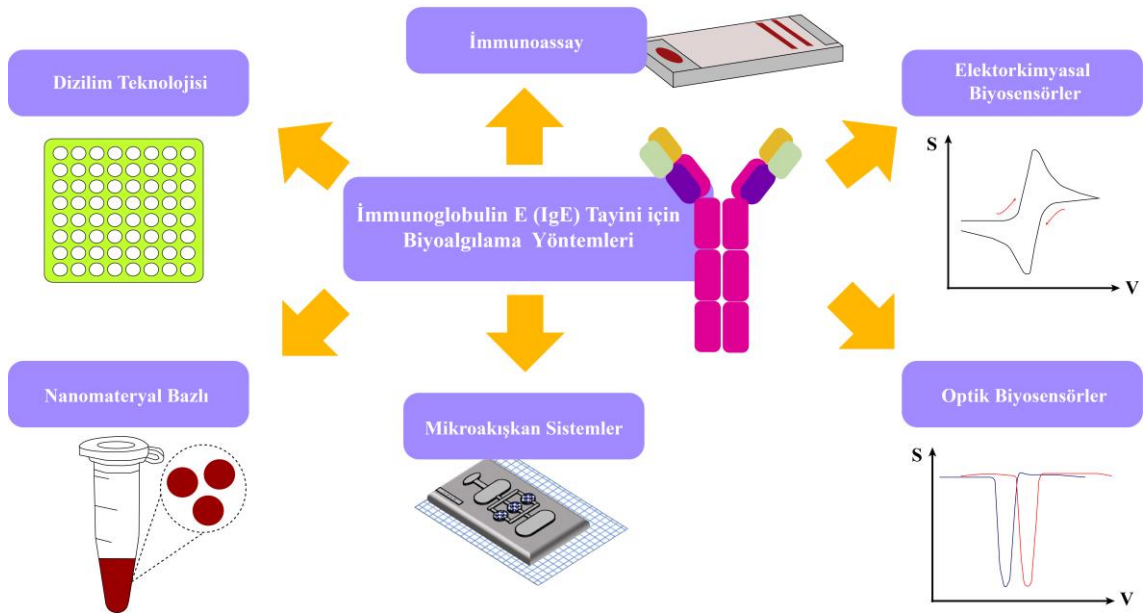 İmmunoassay
Dizilim Teknolojisi
Elektorkimyasal
Biyosensörler
S
V
İmmunoglobulin E (IgE) Tayini için
Biyoalgılama Yöntemleri
Nanomateryal Bazlı
Mikroakışkan Sistemler
Optik Biyosensörler
S
V